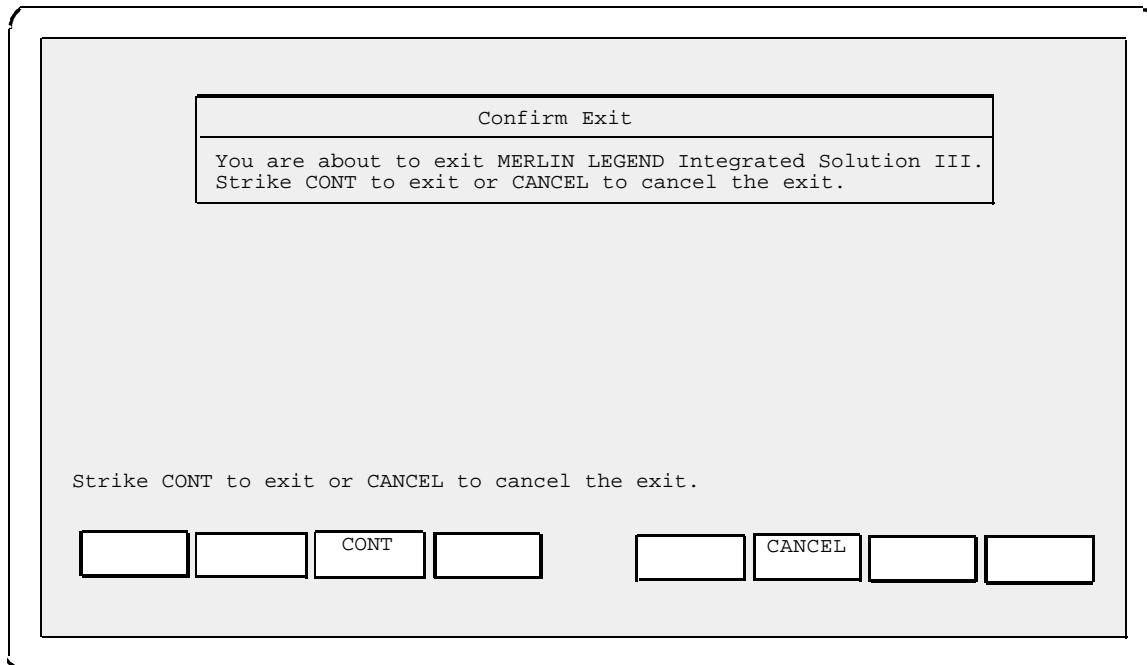 Confirm Exit
You are about to exit MERLIN LEGEND Integrated Solution III.
Strike CONT to exit or CANCEL to cancel the exit.
Strike CONT to exit or CANCEL to cancel the exit.
CONT
CANCEL